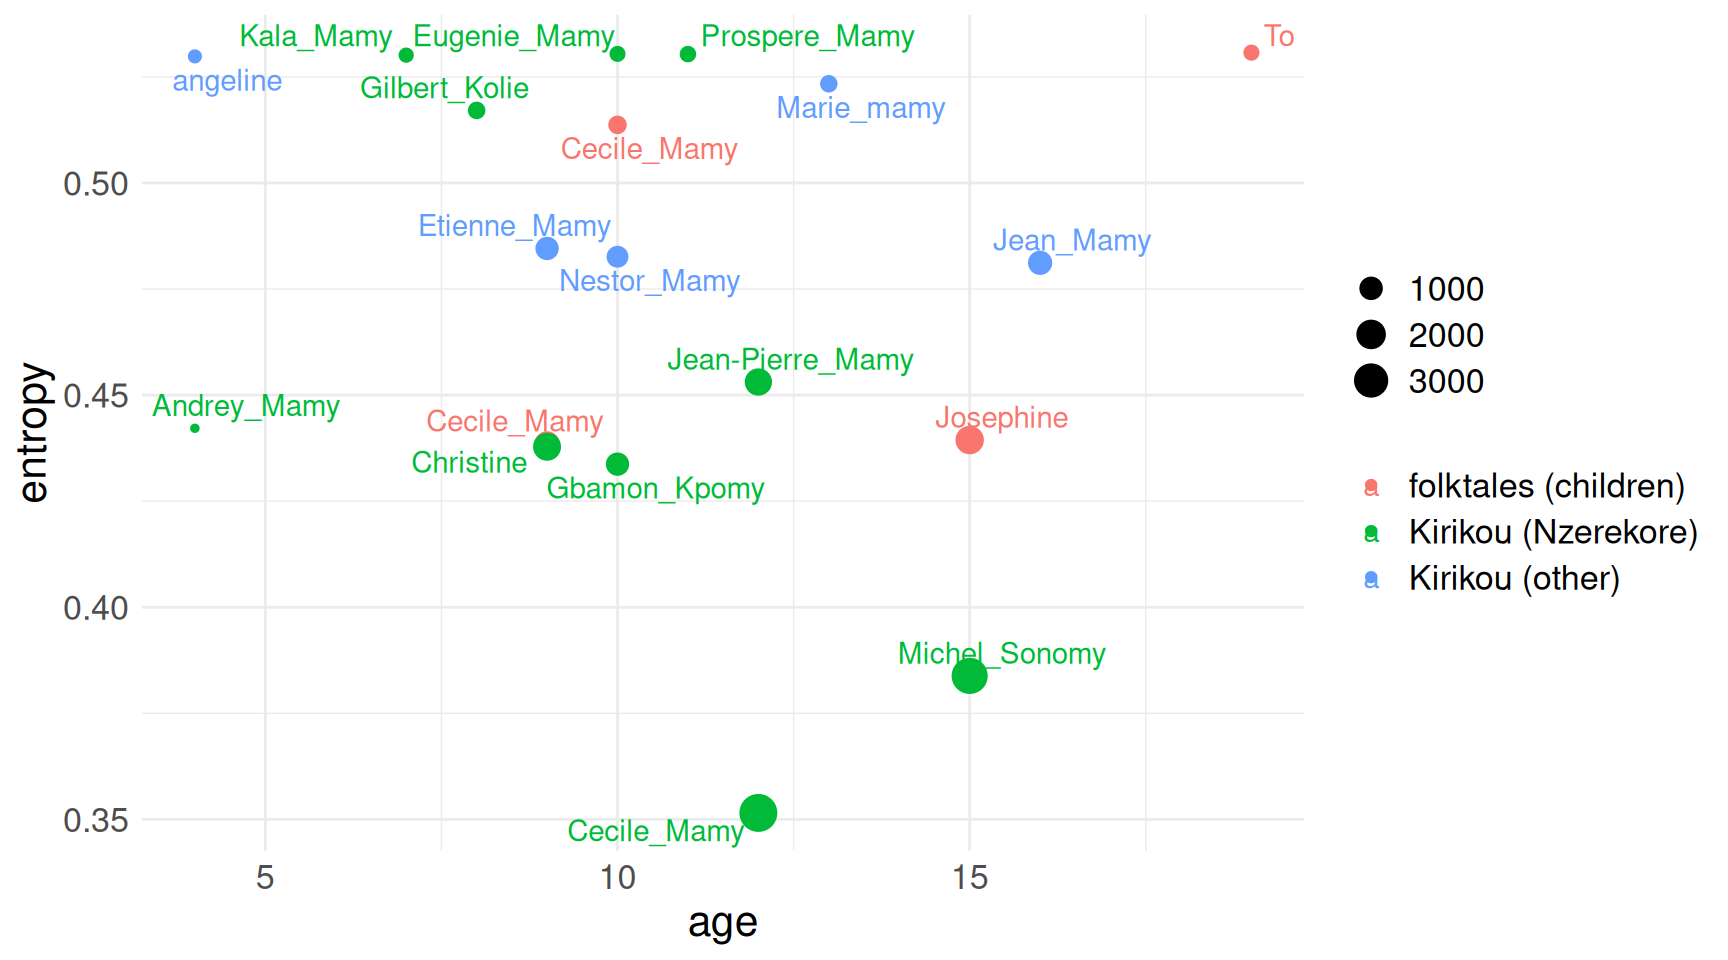 Kala_Mamy
Eugenie_Mamy
Prospere_Mamy
To
angeline
Gilbert_Kolie
Marie_mamy
Cecile_Mamy
0.50
Etienne_Mamy
Jean_Mamy
Nestor_Mamy
1000
2000
Jean-Pierre_Mamy
3000
0.45
Andrey_Mamy
Cecile_Mamy
Josephine
entropy
Christine
Gbamon_Kpomy
a folktales (children)
a Kirikou (Nzerekore)
a Kirikou (other)
0.40
Michel_Sonomy
0.35
Cecile_Mamy
5
10
15
age